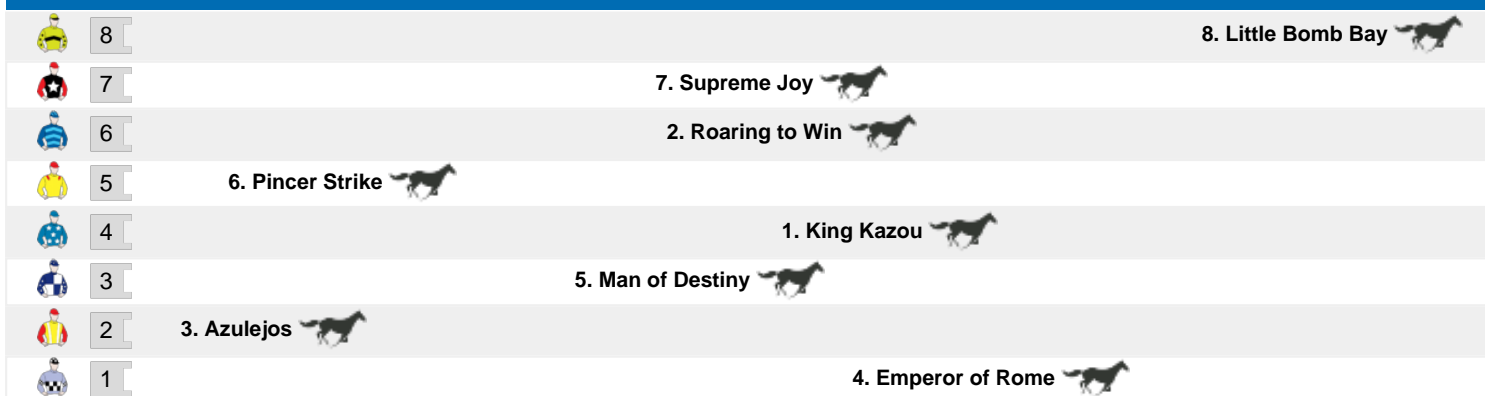 8 8. Little Bomb Bay
7 7. Supreme Joy
6 2. Roaring to Win
5 6. Pincer Strike
4 1. King Kazou
3 5. Man of Destiny
2 3. Azulejos
1 4. Emperor of Rome